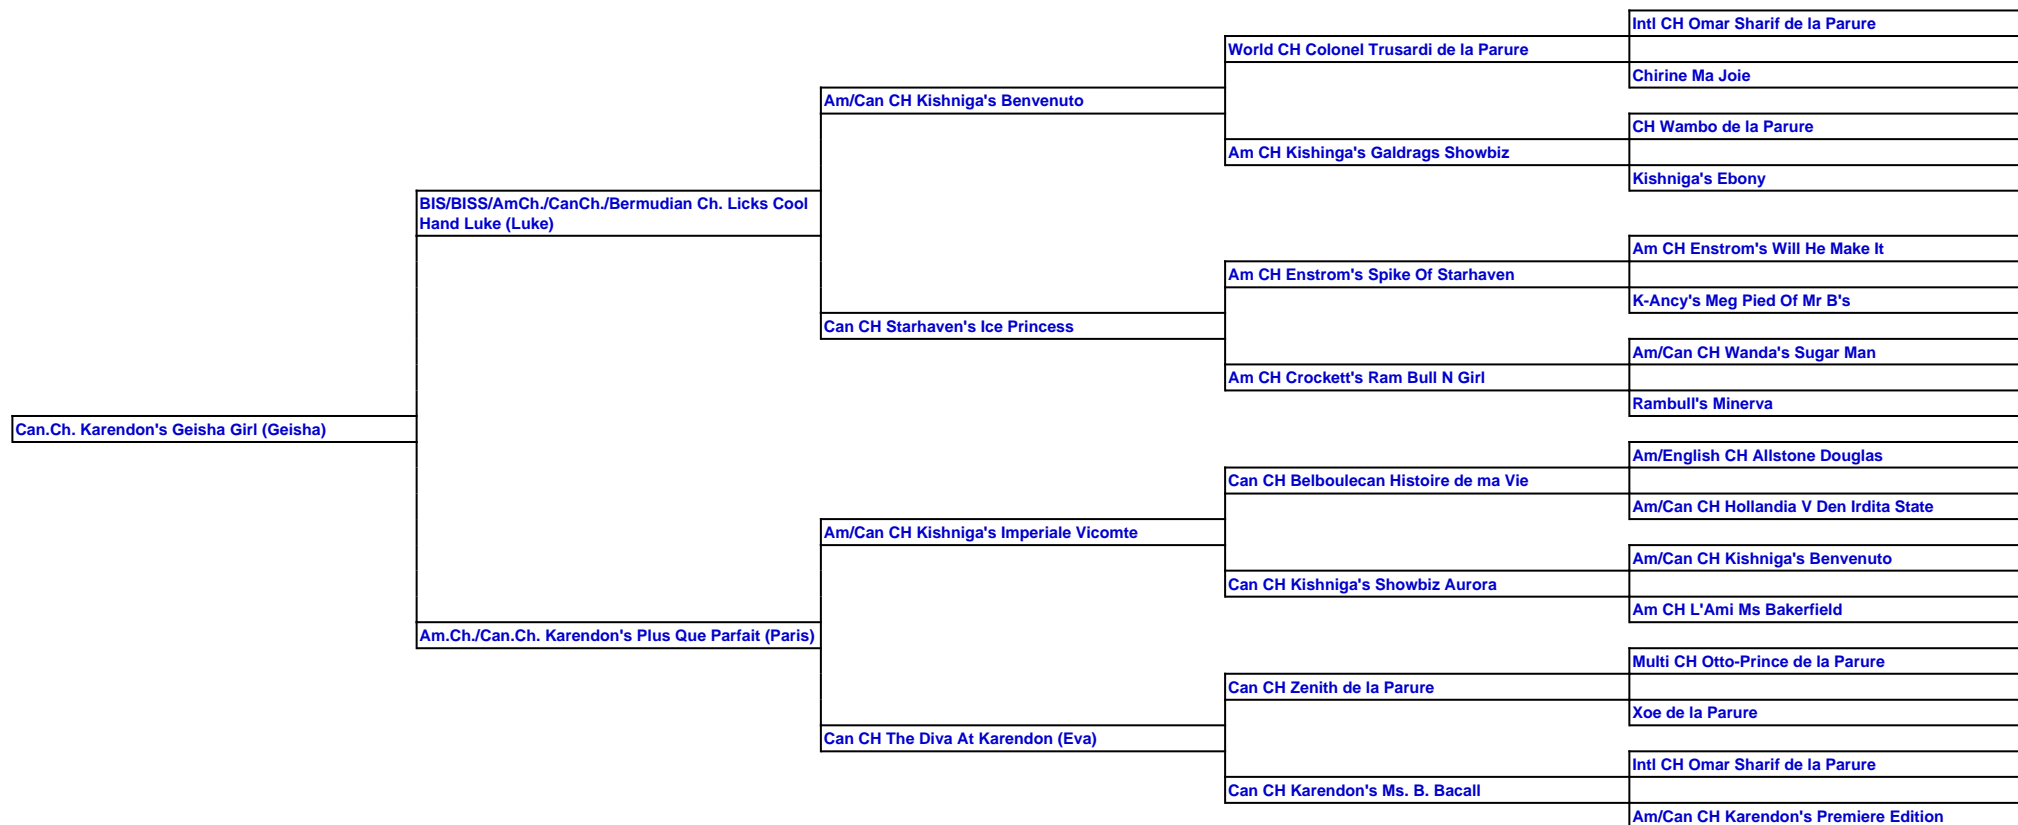 Intl CH Omar Sharif de la Parure
World CH Colonel Trusardi de la Parure
Chirine Ma Joie
Am/Can CH Kishniga's Benvenuto
CH Wambo de la Parure
Am CH Kishinga's Galdrags Showbiz
Kishniga's Ebony
BIS/BISS/AmCh./CanCh./Bermudian Ch. Licks Cool
Hand Luke (Luke)
Am CH Enstrom's Will He Make It
Am CH Enstrom's Spike Of Starhaven
K-Ancy's Meg Pied Of Mr B's
Can CH Starhaven's Ice Princess
Am/Can CH Wanda's Sugar Man
Am CH Crockett's Ram Bull N Girl
Rambull's Minerva
Can.Ch. Karendon's Geisha Girl (Geisha)
Am/English CH Allstone Douglas
Can CH Belboulecan Histoire de ma Vie
Am/Can CH Hollandia V Den Irdita State
Am/Can CH Kishniga's Imperiale Vicomte
Am/Can CH Kishniga's Benvenuto
Can CH Kishniga's Showbiz Aurora
Am CH L'Ami Ms Bakerfield
Am.Ch./Can.Ch. Karendon's Plus Que Parfait (Paris)
Multi CH Otto-Prince de la Parure
Can CH Zenith de la Parure
Xoe de la Parure
Can CH The Diva At Karendon (Eva)
Intl CH Omar Sharif de la Parure
Can CH Karendon's Ms. B. Bacall
Am/Can CH Karendon's Premiere Edition